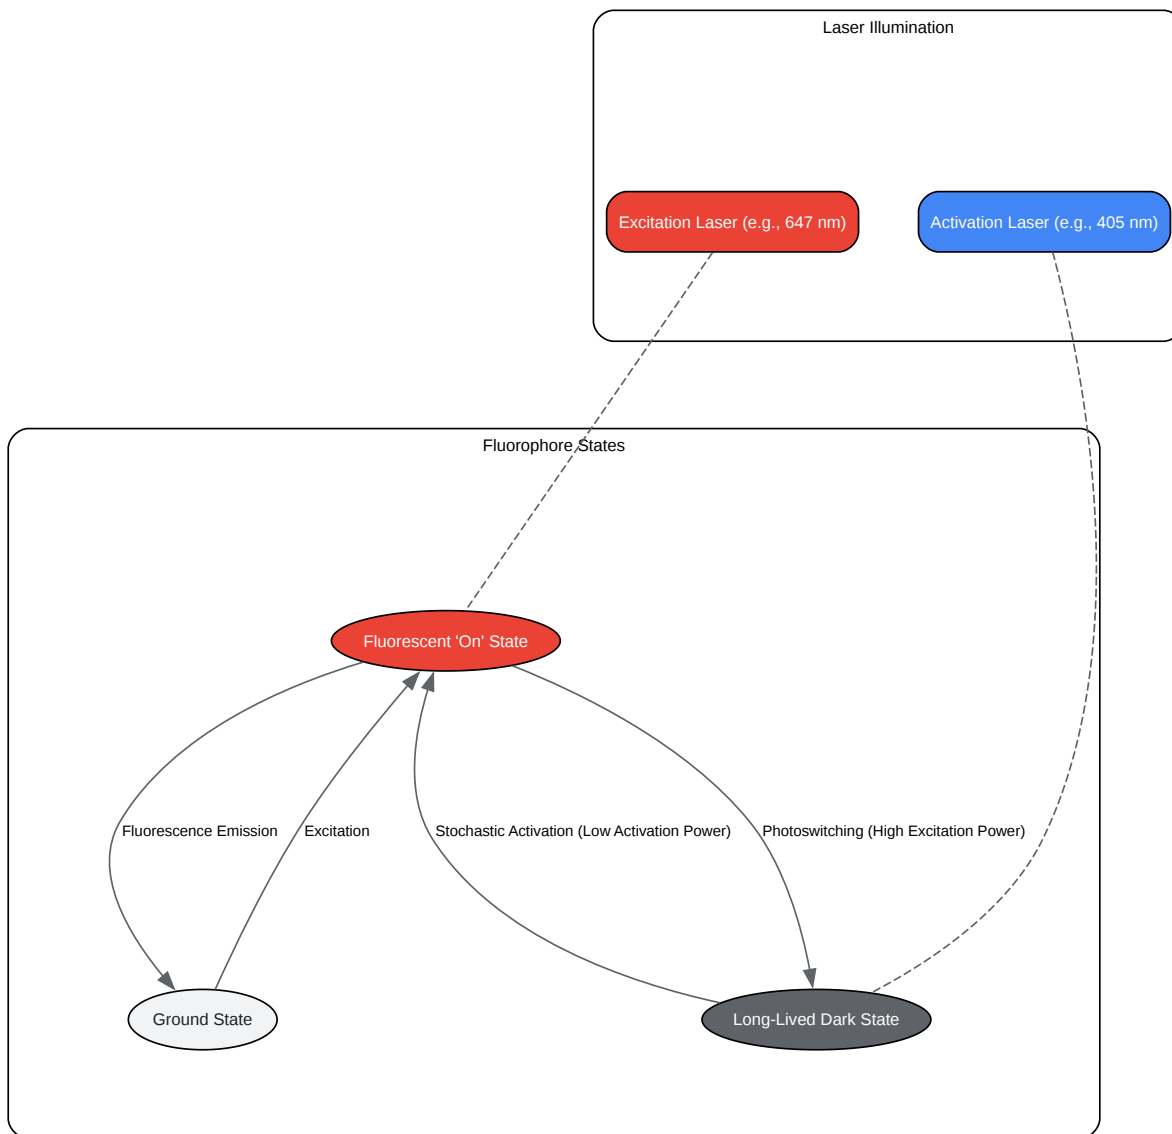 Laser Illumination
Excitation Laser (e.g., 647 nm)
Activation Laser (e.g., 405 nm)
Fluorophore States
Fluorescent 'On' State
Fluorescence Emission
Excitation
Stochastic Activation (Low Activation Power)
Photoswitching (High Excitation Power)
Ground State
Long-Lived Dark State